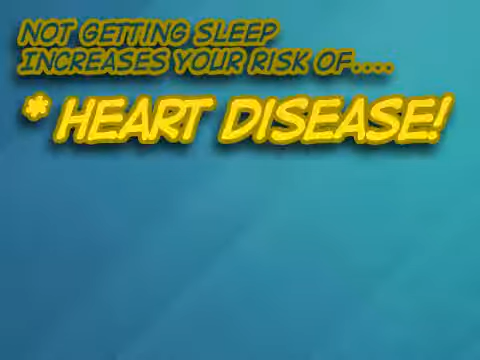 NOT GETTING SLEEP
INCREASES YOUR RISK OF....
* HEART DISEASE!